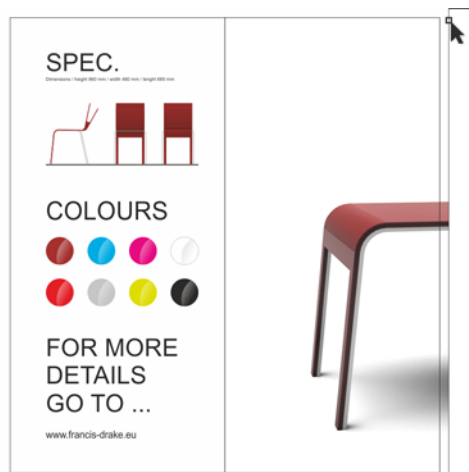 SPEC.
Dimensions / height 860 mm / width 480 mm / lenght 680 mm
COLOURS
FOR MORE
DETAILS
GO TO ...
www.francis-drake.eu